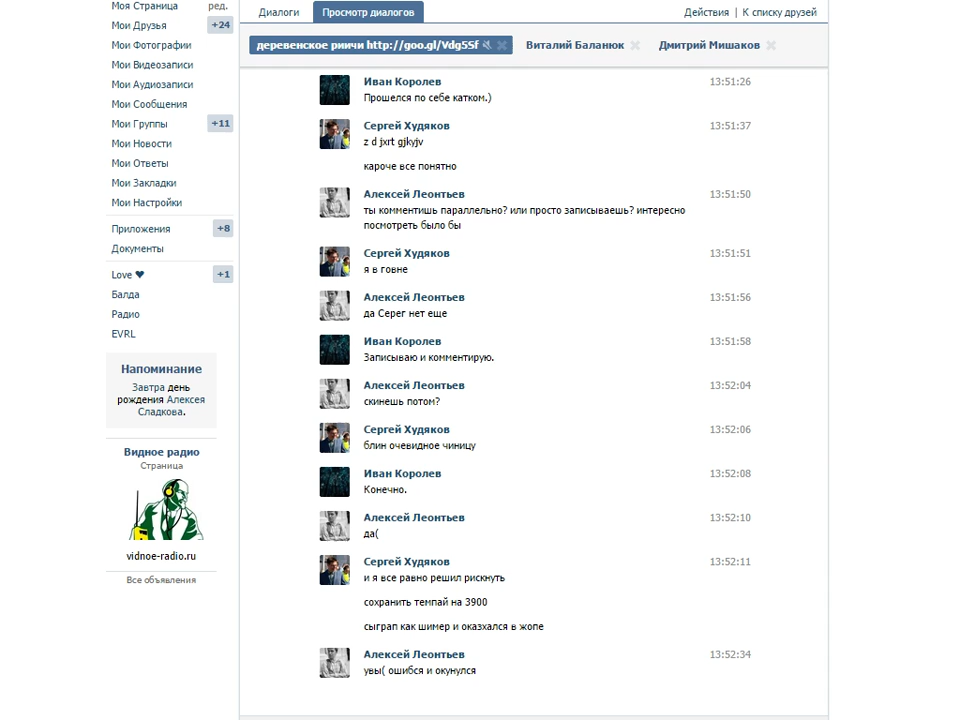 Моя Страница ред.
Мои Друзья +24
Мои Фотографии
Мои Видеозаписи
Мои Аудиозаписи
Мои Сообщения
Мои Группы +11
Мои Новости
Мои Ответы
Мои Закладки
Мои Настройки
Приложения +8
Документы
Love ❤ +1
Балда
Радио
EVRL
Напоминание
Завтра день
рождения Алексея
Сладкова.
Видное радио
Страница
vidnoe-radio.ru
Все объявления
Диалоги Просмотр диалогов Действия | К списку друзей
деревенское риичи http://goo.gl/Vdg5Sf Виталий Баланюк Дмитрий Мишаков
Иван Королев 13:51:26
Прошелся по себе катком.)
Сергей Худяков 13:51:37
z d jxrt gjkyjv
кароче все понятно
Алексей Леонтьев 13:51:50
ты комментишь параллельно? или просто записываешь? интересно
посмотреть было бы
Сергей Худяков 13:51:51
я в говне
Алексей Леонтьев 13:51:56
да Серег нет еще
Иван Королев 13:51:58
Записываю и комментирую.
Алексей Леонтьев 13:52:04
скинешь потом?
Сергей Худяков 13:52:06
блин очевидное чиницу
Иван Королев 13:52:08
Конечно.
Алексей Леонтьев 13:52:10
да(
Сергей Худяков 13:52:11
и я все равно решил рискнуть
сохранить темпай на 3900
сыграп как шимер и оказхался в жопе
Алексей Леонтьев 13:52:34
увы( ошибся и окунулся